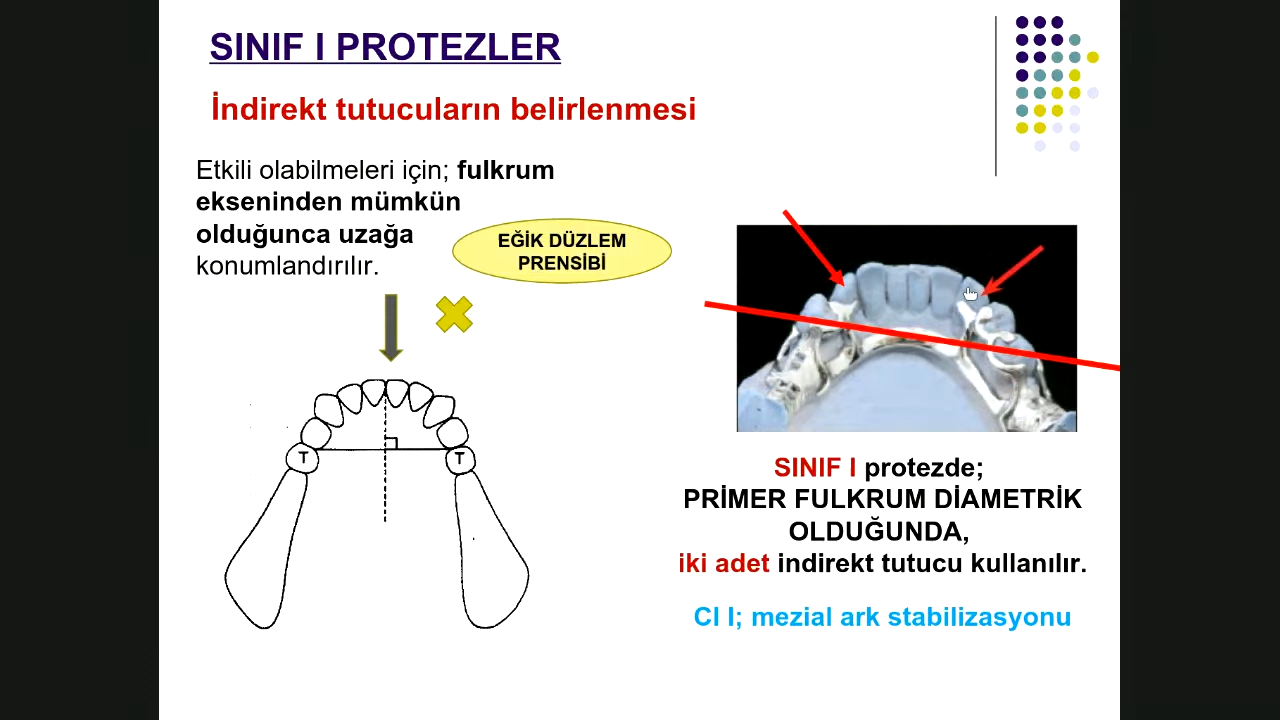 SINIF I PROTEZLER
İndirekt tutucuların belirlenmesi
Etkili olabilmeleri için; fulkrum
ekseninden mümkün
olduğunca uzağa
konumlandırılır.
EĞİK DÜZLEM
PRENSİBİ
T
T
SINIF I protezde;
PRİMER FULKRUM DİAMETRİK
OLDUĞUNDA,
iki adet indirekt tutucu kullanılır.
Cl I; mezial ark stabilizasyonu